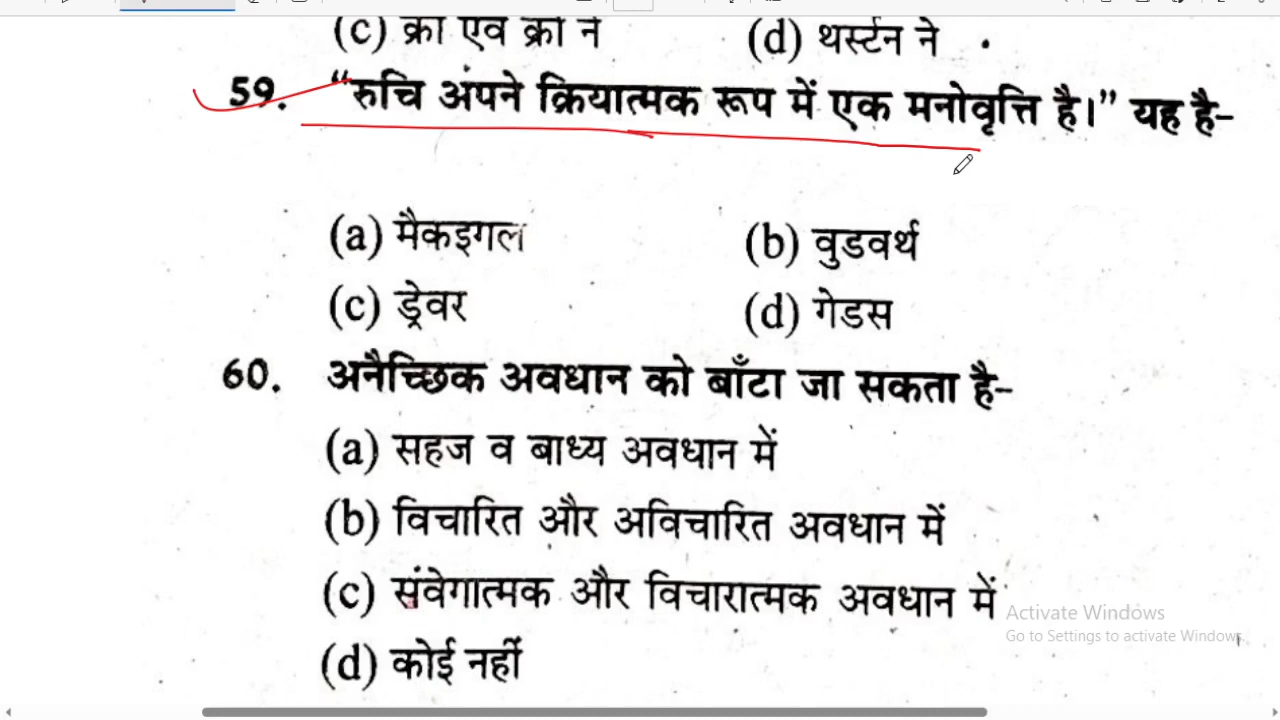 (c) क्रो एवं क्रो ने (d) थर्स्टन ने
59. “रुचि अपने क्रियात्मक रूप में एक मनोवृत्ति है।” यह है-
(a) मैकडूगल (b) वुडवर्थ
(c) ड्रेवर (d) गेडस
60. अनैच्छिक अवधान को बाँटा जा सकता है-
(a) सहज व बाध्य अवधान में
(b) विचारित और अविचारित अवधान में
(c) संवेगात्मक और विचारात्मक अवधान में
Activate Windows
Go to Settings to activate Windows.
(d) कोई नहीं